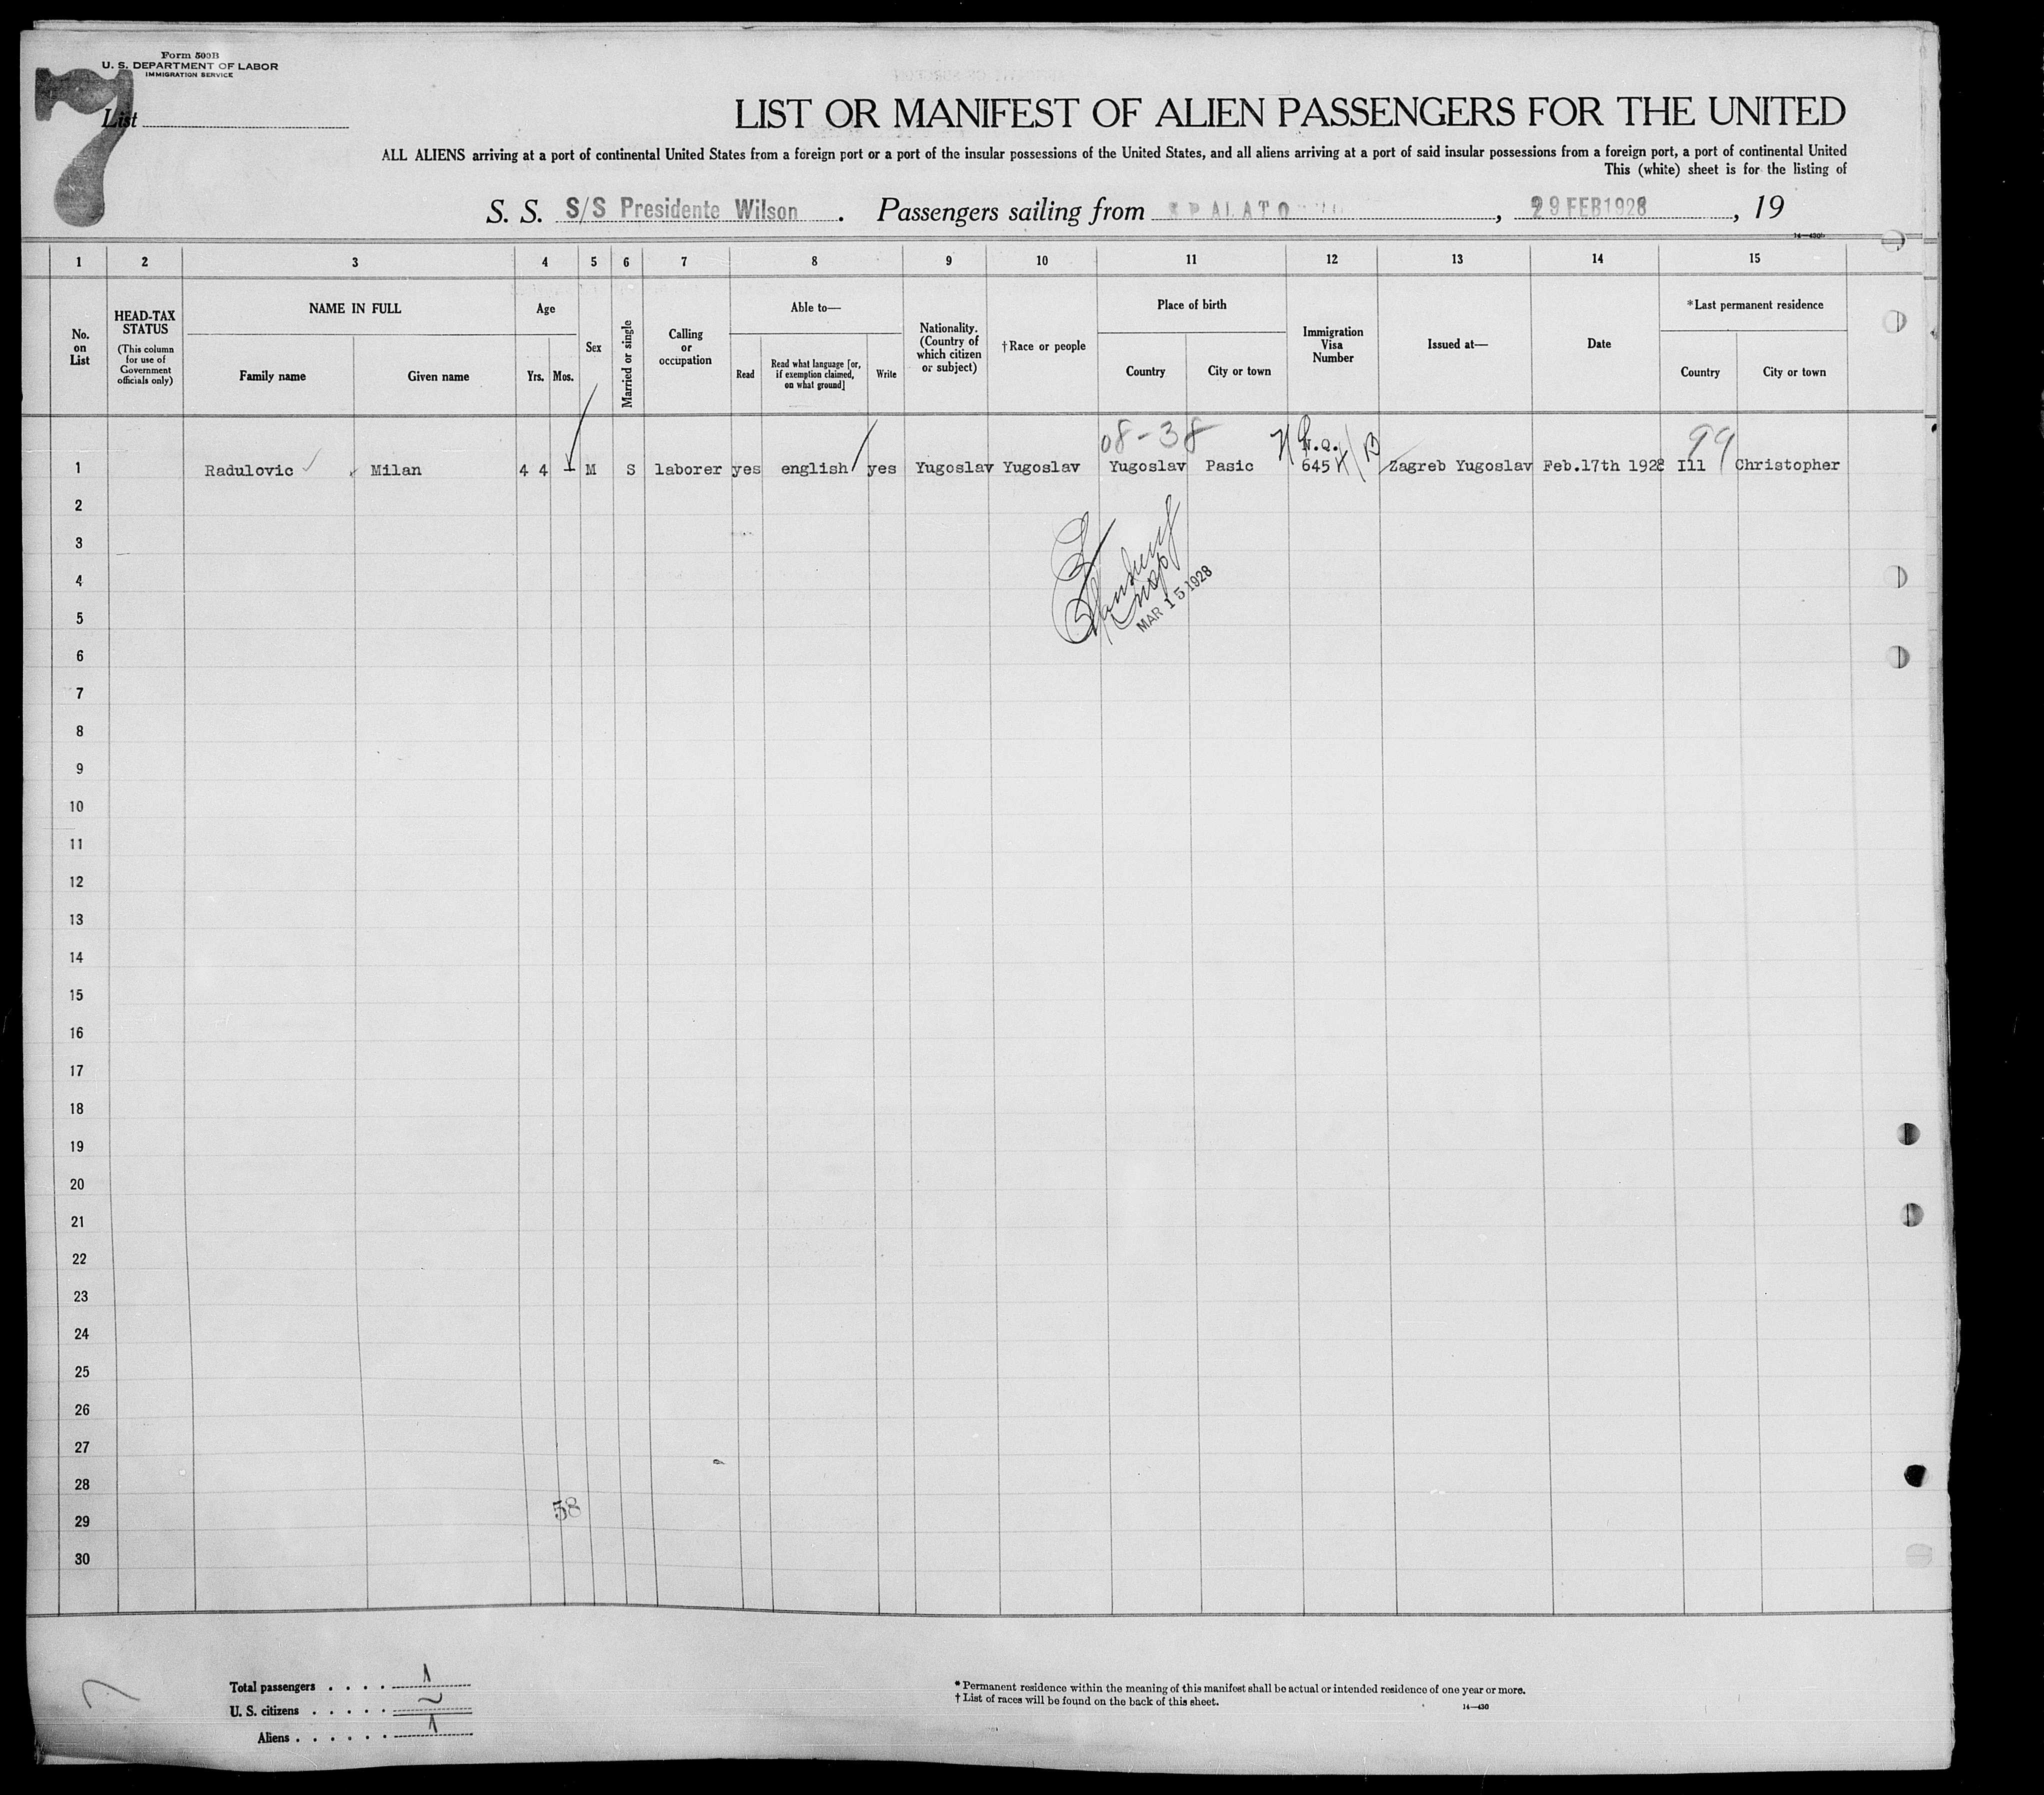 Form 500B
U. S. DEPARTMENT OF LABOR
IMMIGRATION SERVICE
7
List
LIST OR MANIFEST OF ALIEN PASSENGERS FOR THE UNITED
ALL ALIENS arriving at a port of continental United States from a foreign port or a port of the insular possessions of the United States, and all aliens arriving at a port of said insular possessions from a foreign port, a port of continental United
This (white) sheet is for the listing of
S. S. S/S Presidente Wilson. Passengers sailing from SPALATO, 29 FEB 1928, 19
14—430b
1 2 3 4 5 6 7 8 9 10 11 12 13 14 15
No. on List
HEAD-TAX STATUS
(This column for use of Government officials only)
NAME IN FULL
Family name
Given name
Age
Yrs. Mos.
Sex
Married or single
Calling or occupation
Able to—
Read
Read what language [or, if exemption claimed, on what ground]
Write
Nationality. (Country of which citizen or subject)
†Race or people
Place of birth
Country
City or town
Immigration Visa Number
Issued at—
Date
*Last permanent residence
Country
City or town
08-38
N.Q.
B
99
1 Radulovic Milan 44 - M S laborer yes english yes Yugoslav Yugoslav Yugoslav Pasic 645 Zagreb Yugoslav Feb.17th 1928 Ill Christopher
2
3
4
5
MAR 15 1928
6
7
8
9
10
11
12
13
14
15
16
17
18
19
20
21
22
23
24
25
26
27
28
58
29
30
Total passengers . . . . 1
U. S. citizens . . . . . ~
Aliens . . . . . . 1
* Permanent residence within the meaning of this manifest shall be actual or intended residence of one year or more.
† List of races will be found on the back of this sheet.
14—430